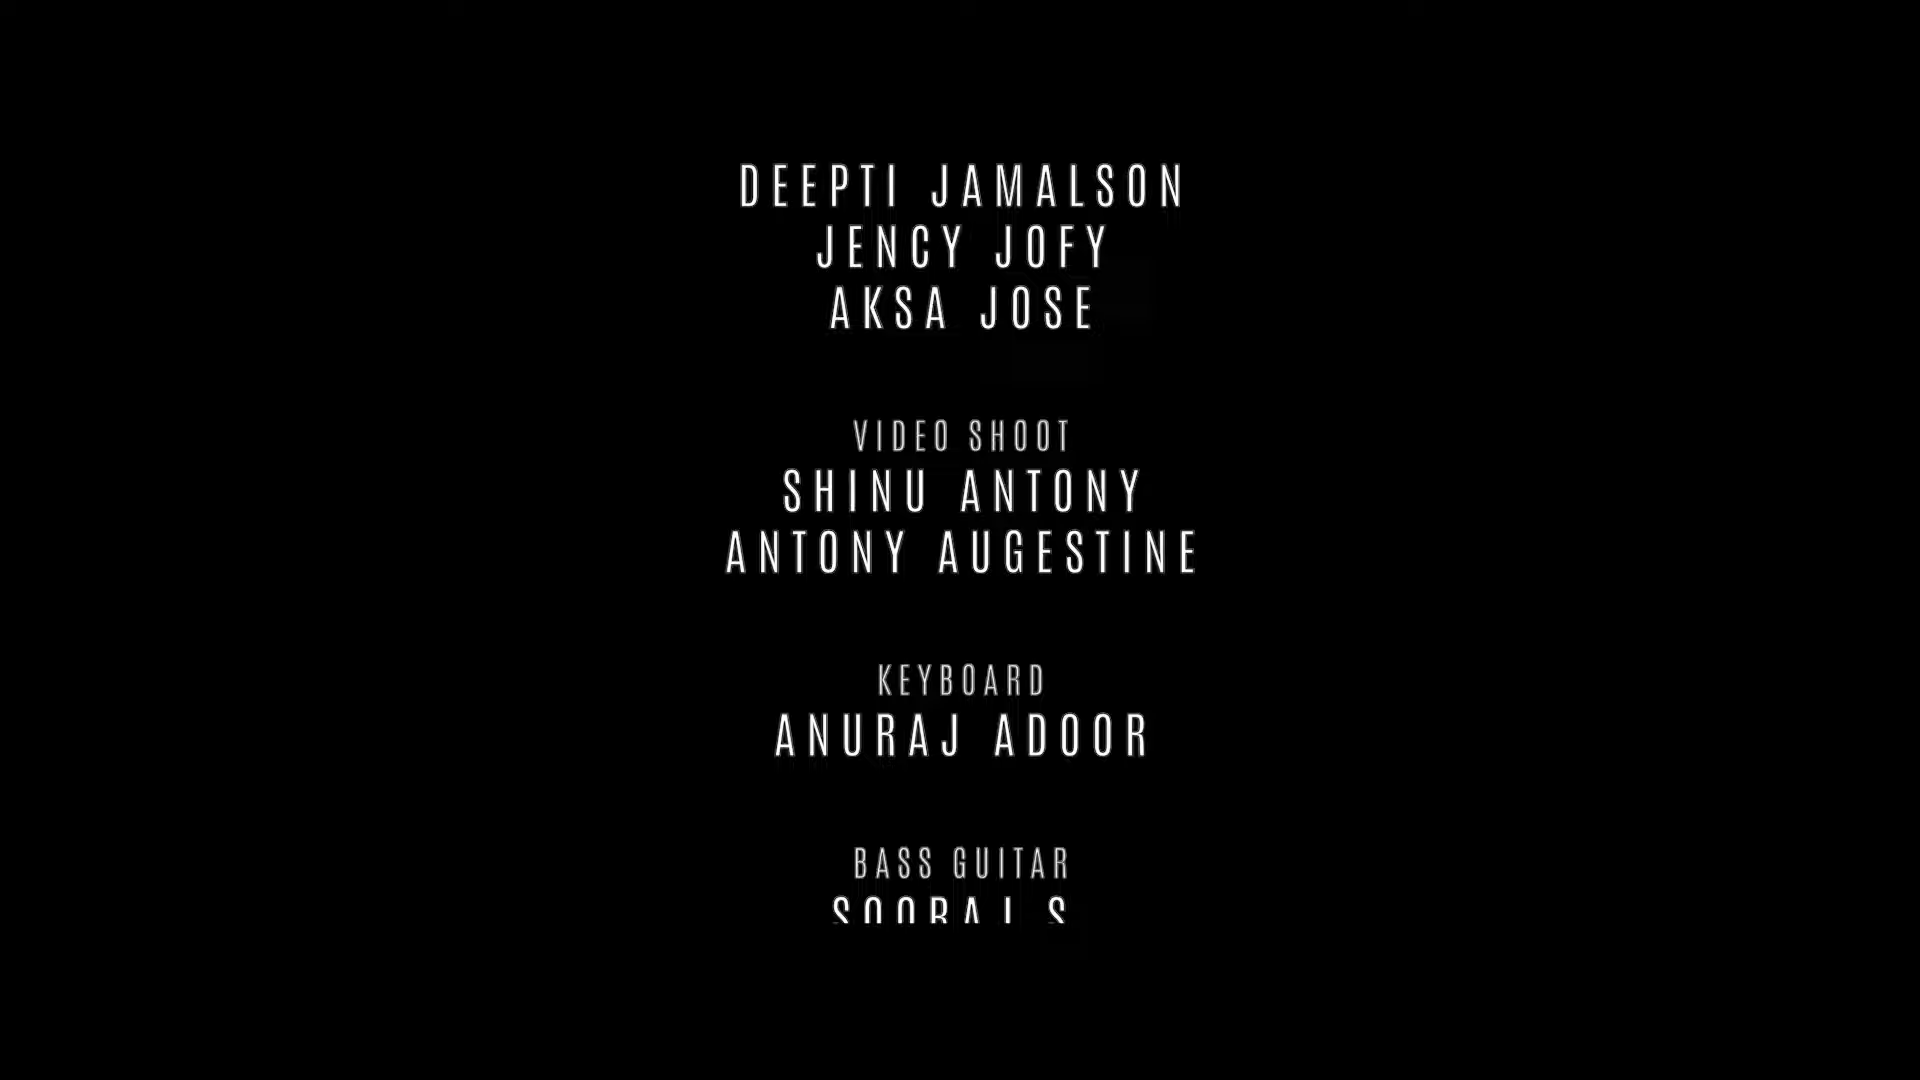 DEEPTI JAMALSON
JENCY JOFY
AKSA JOSE
VIDEO SHOOT
SHINU ANTONY
ANTONY AUGESTINE
KEYBOARD
ANURAJ ADOOR
BASS GUITAR